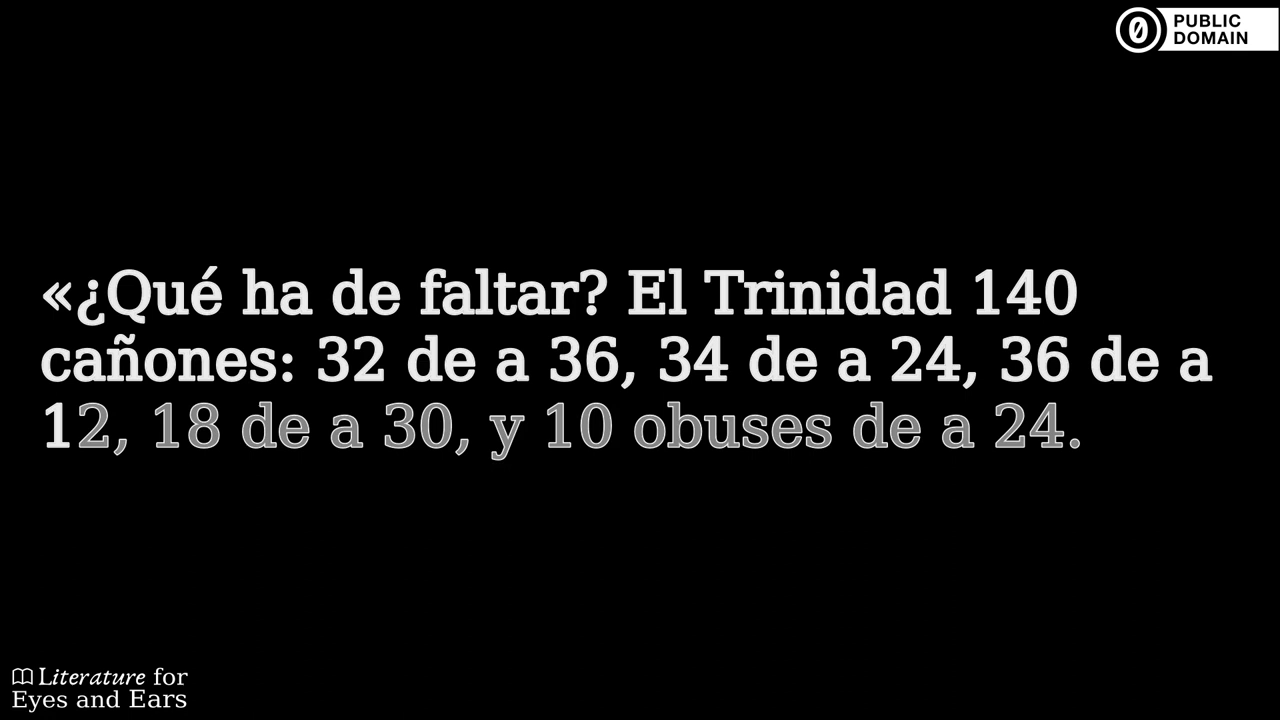 PUBLIC
DOMAIN
«¿Qué ha de faltar? El Trinidad 140
cañones: 32 de a 36, 34 de a 24, 36 de a
12, 18 de a 30, y 10 obuses de a 24.
Literature for
Eyes and Ears